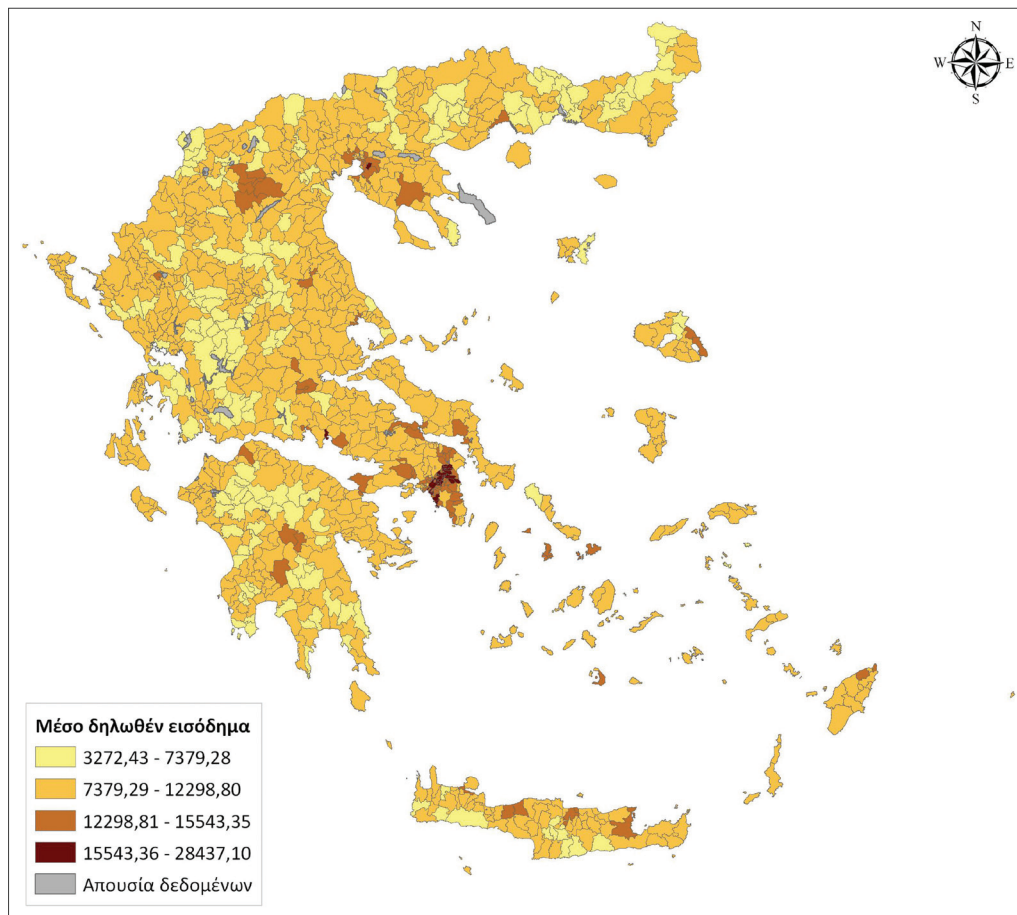 N
W E
S
Μέσο δηλωθέν εισόδημα
3272,43 - 7379,28
7379,29 - 12298,80
12298,81 - 15543,35
15543,36 - 28437,10
Απουσία δεδομένων